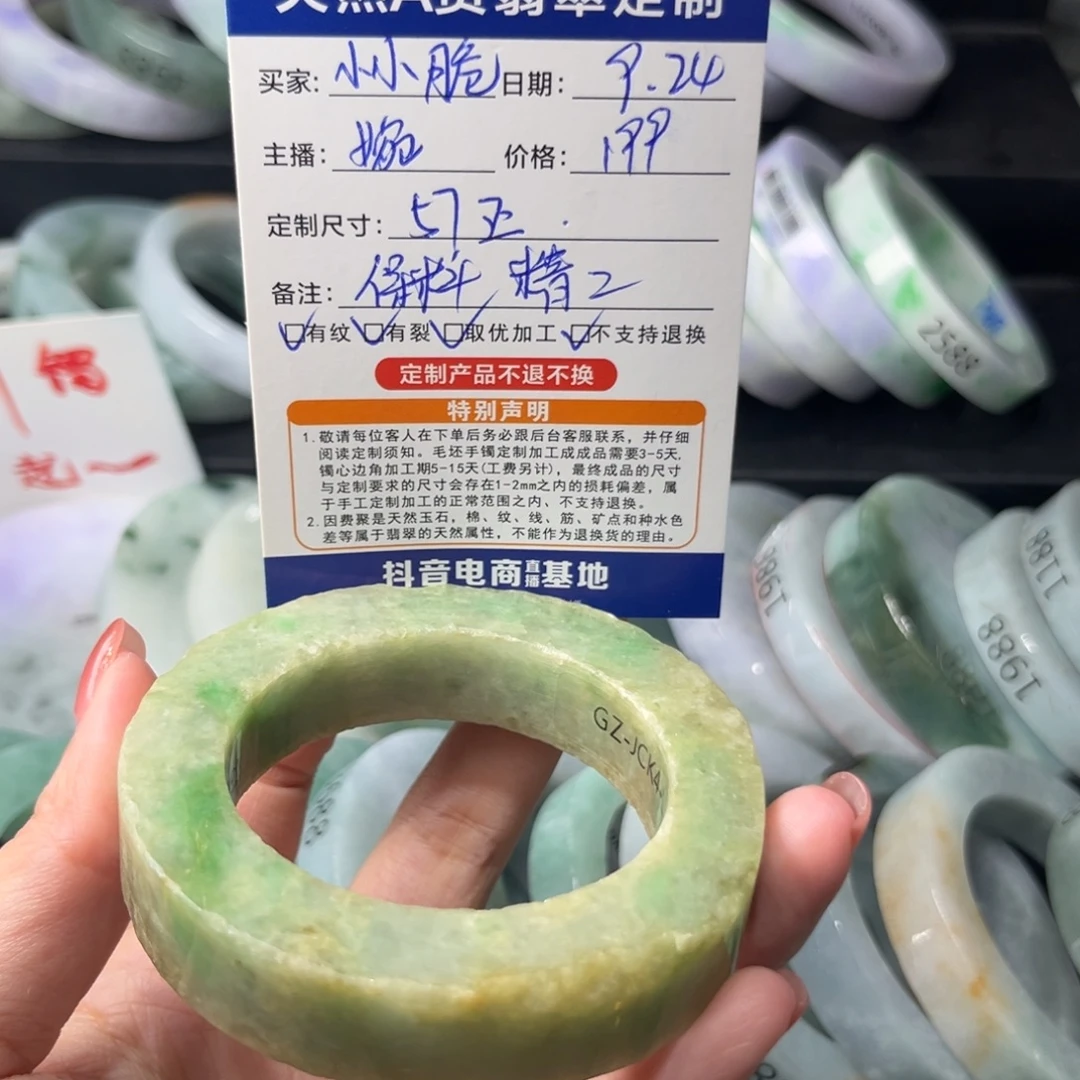 天然A货翡翠定制
买家: 小小脆 日期: 9.24
主播: 婉 价格: 199
定制尺寸: 57正.
备注: 保料 精工
☑有纹 ☑有裂 ☑取优加工 ☑不支持退换
定制产品不退不换
特别声明
1.敬请每位客人在下单后务必跟后台客服联系，并仔细
阅读定制须知。毛坯手镯定制加工成成品需要3-5天,
镯心边角加工期5-15天(工费另计)，最终成品的尺寸
与定制要求的尺寸会存在1-2mm之内的损耗偏差，属
于手工定制加工的正常范围之内、不支持退换。
2.因费聚是天然玉石，棉、纹、线、筋、矿点和种水色
差等属于翡翠的天然属性，不能作为退换货的理由。
抖音电商直播基地
镯
起
2588
1986
1988
1188
GZ-JCKA